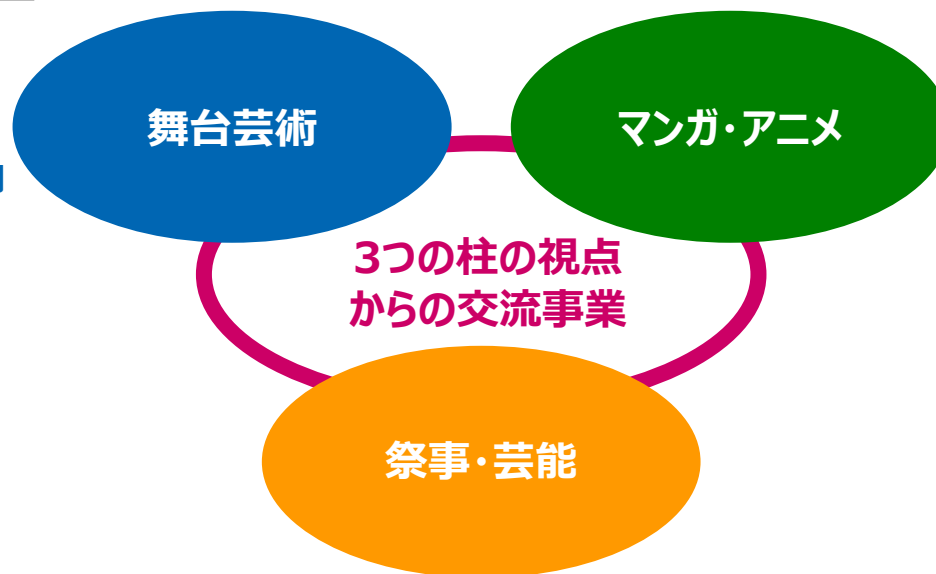 舞台芸術
マンガ・アニメ
3つの柱の視点
からの交流事業
祭事・芸能